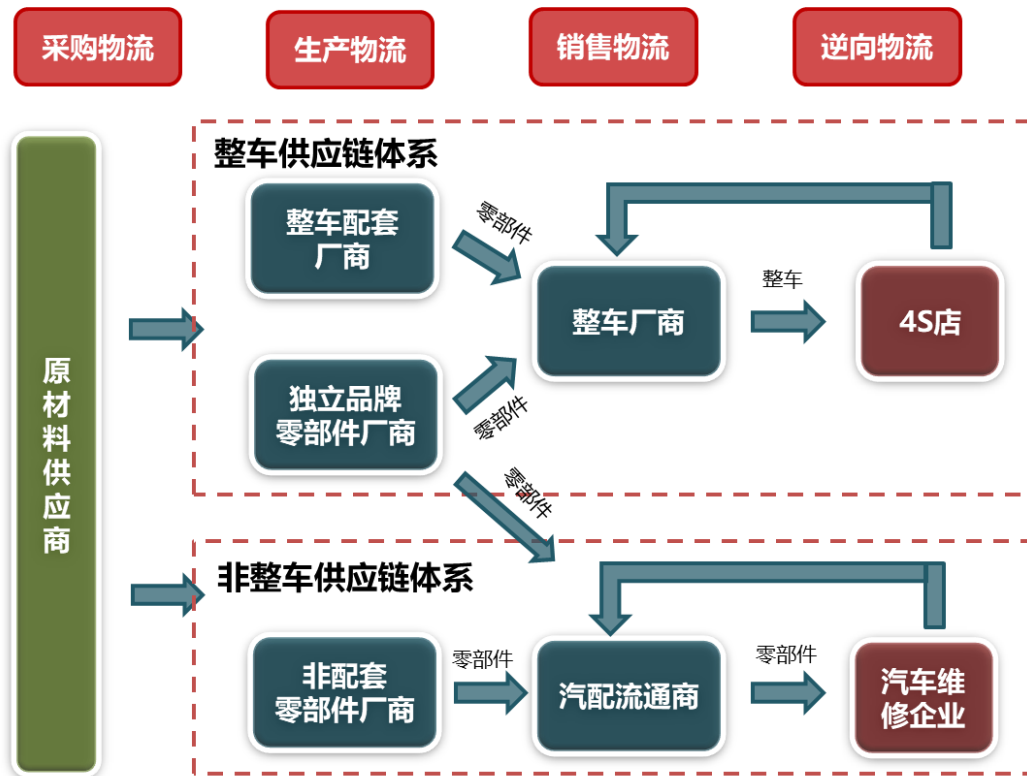 采购物流
生产物流
销售物流
逆向物流
原
材
料
供
应
商
整车供应链体系
整车配套
厂商
零部件
独立品牌
零部件厂商
零部件
零部件
整车厂商
整车
4S店
非整车供应链体系
非配套
零部件厂商
零部件
汽配流通商
零部件
汽车维
修企业